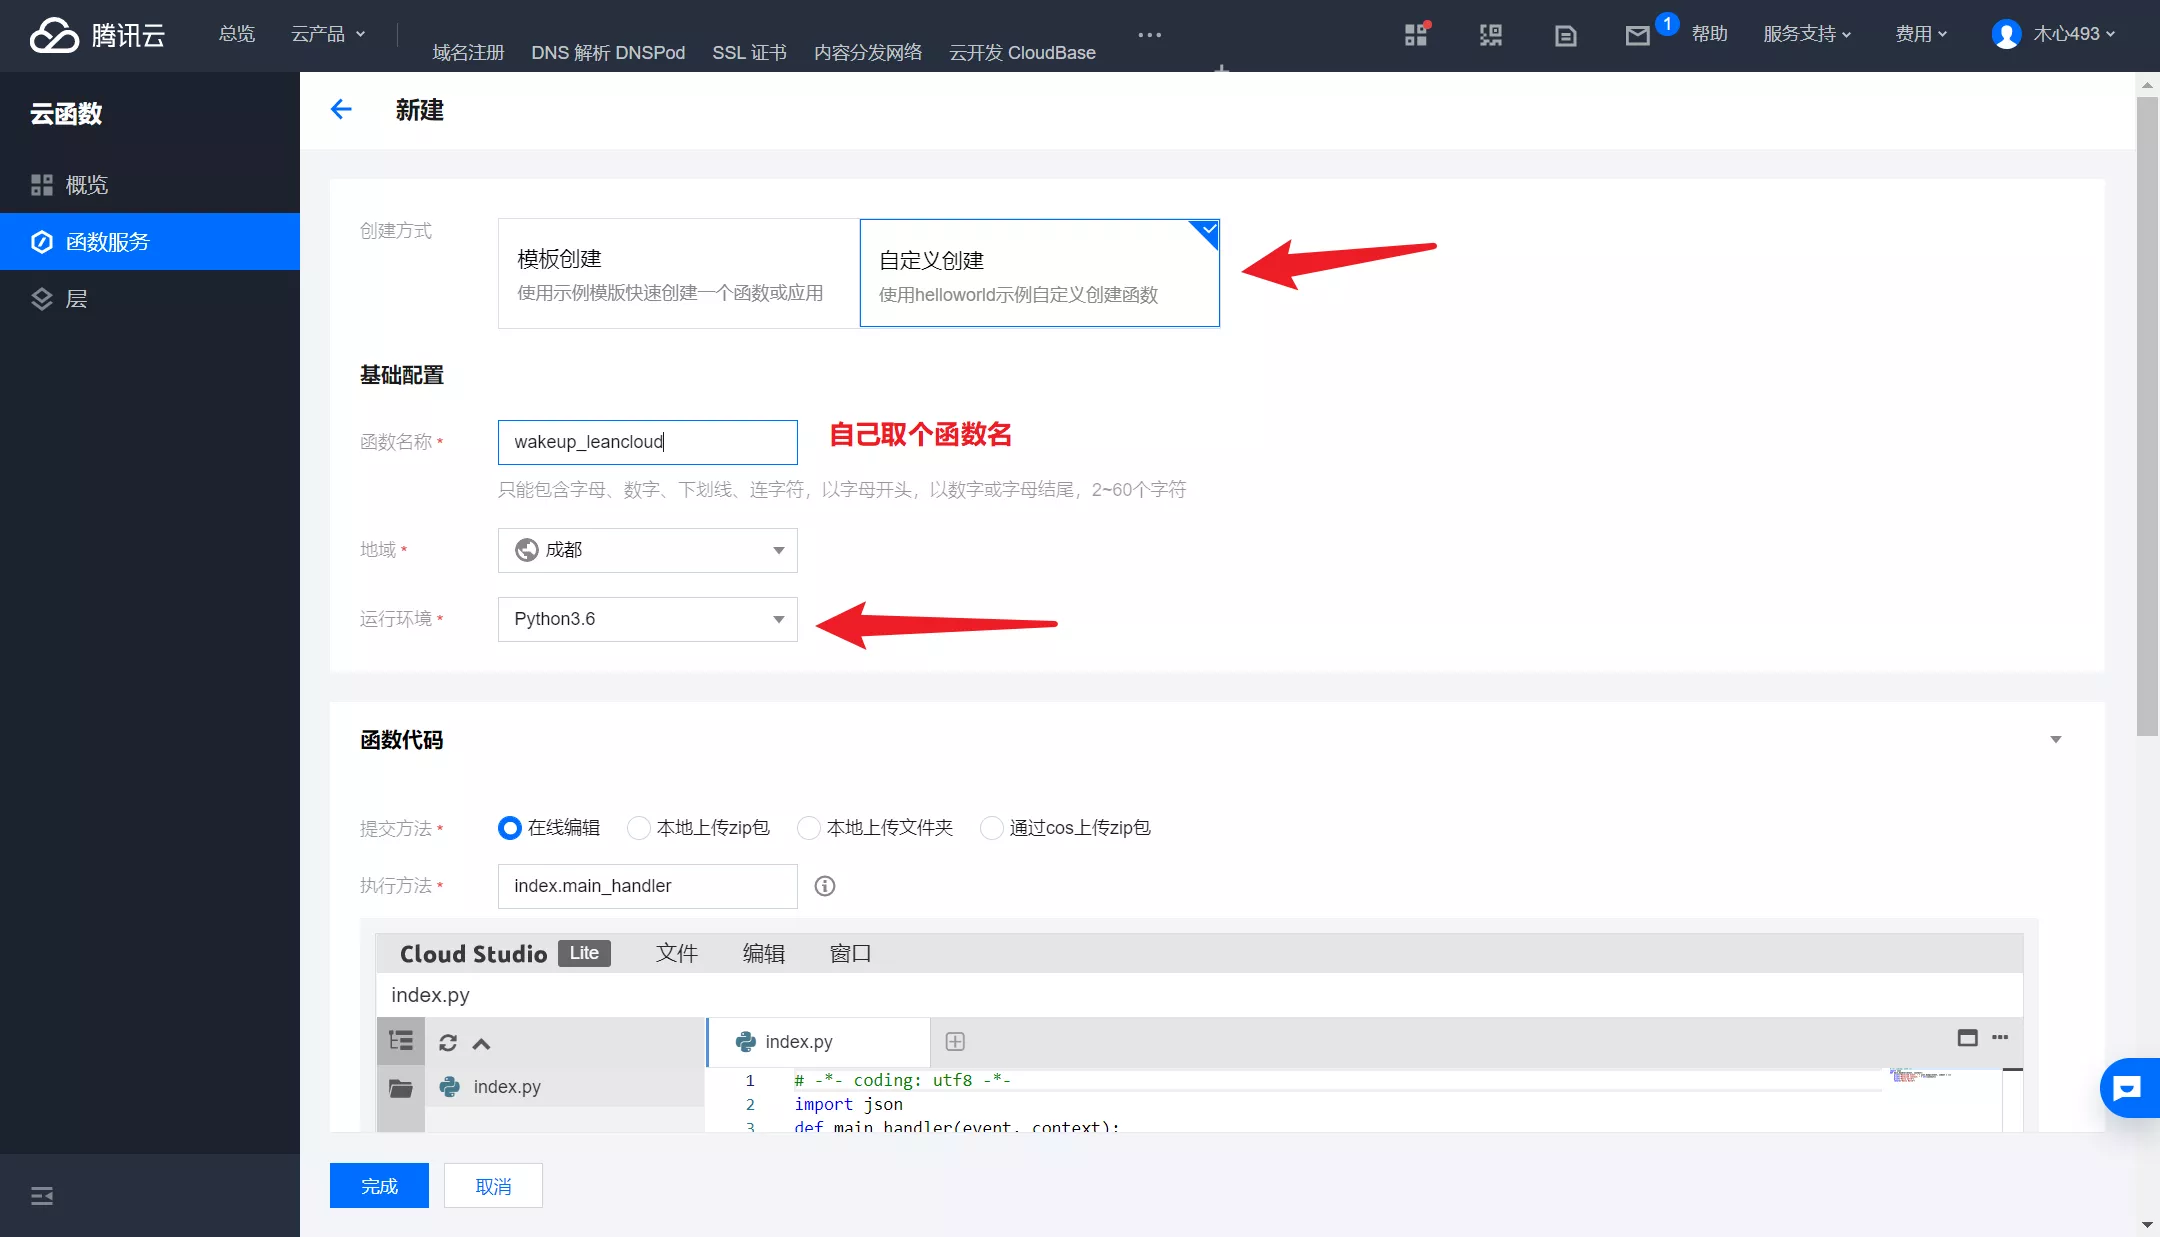 腾讯云
总览
云产品
域名注册
DNS 解析 DNSPod
SSL 证书
内容分发网络
云开发 CloudBase
1
帮助
服务支持
费用
木心493
云函数
概览
函数服务
层
新建
创建方式
模板创建
使用示例模版快速创建一个函数或应用
自定义创建
使用helloworld示例自定义创建函数
基础配置
函数名称*
wakeup_leancloud
自己取个函数名
只能包含字母、数字、下划线、连字符，以字母开头，以数字或字母结尾，2~60个字符
地域*
成都
运行环境*
Python3.6
函数代码
提交方法*
在线编辑
本地上传zip包
本地上传文件夹
通过cos上传zip包
执行方法*
index.main_handler
Cloud Studio Lite
文件
编辑
窗口
index.py
index.py
index.py
1 # -*- coding: utf8 -*-
2 import json
3 def main_handler(event, context):
完成
取消